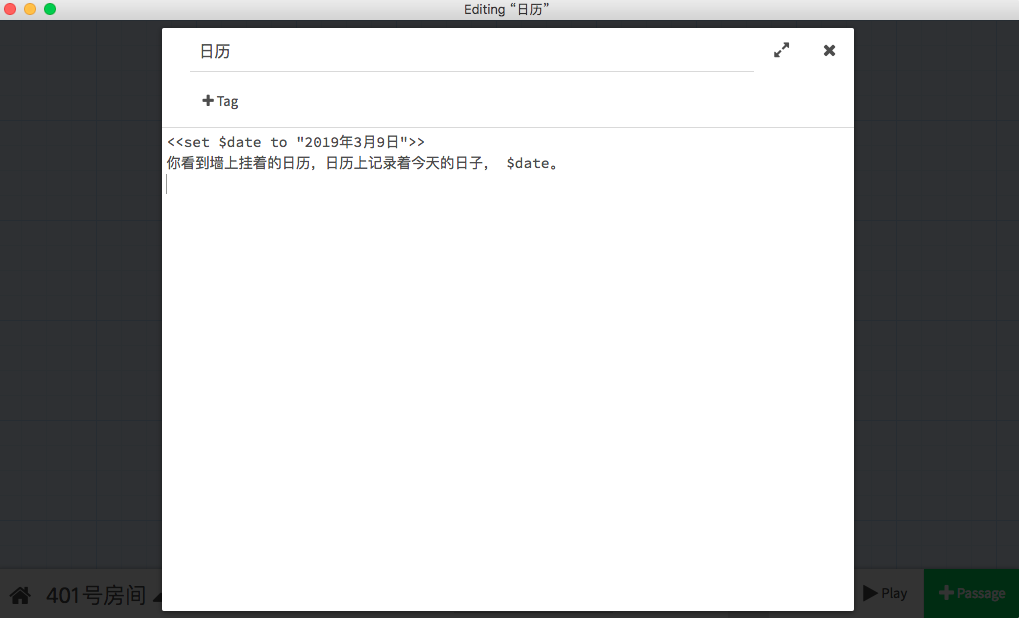 Editing “日历”
日历
Tag
<<set $date to "2019年3月9日">>
你看到墙上挂着的日历，日历上记录着今天的日子， $date。
401号房间
Play
Passage